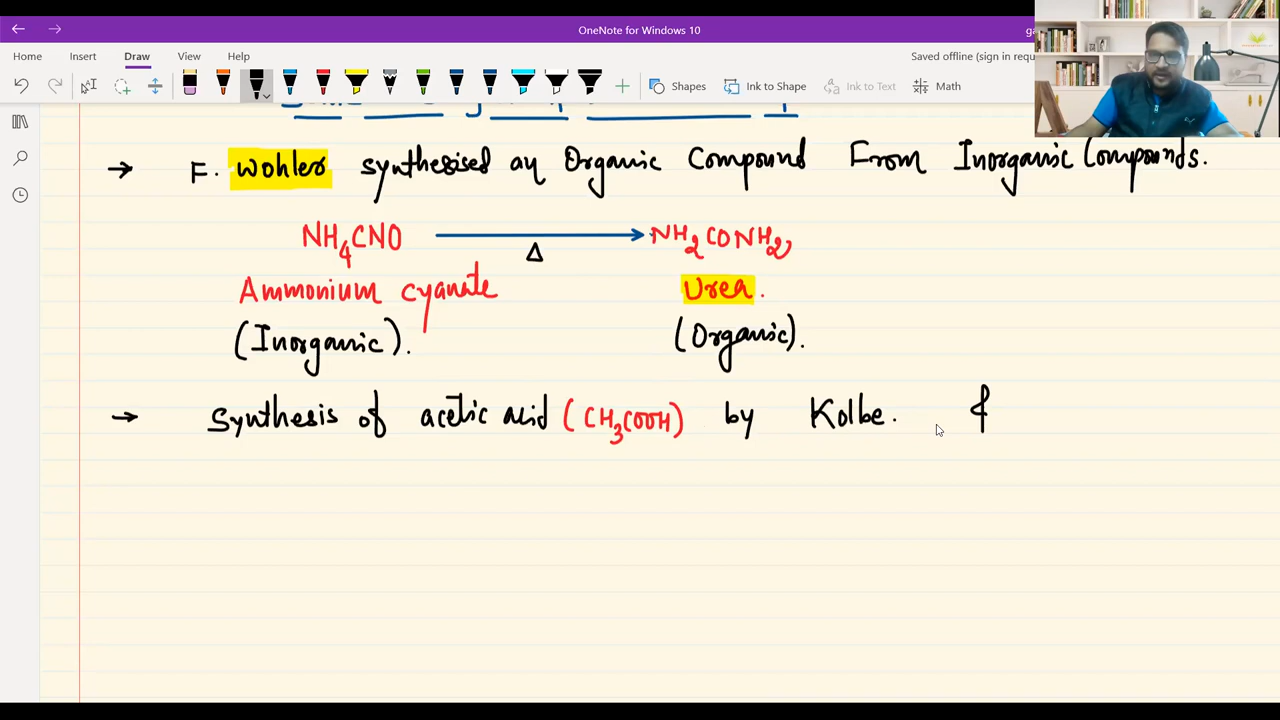 OneNote for Windows 10
ga
Home Insert Draw View Help
Saved offline (sign in requ
Shapes Ink to Shape Ink to Text Math
→ F. Wohler synthesised an Organic Compound From Inorganic Compounds.
NH4CNO → NH2CONH2
Δ
Ammonium cyanate Urea.
(Inorganic). (Organic).
→ Synthesis of acetic acid (CH3COOH) by Kolbe. &